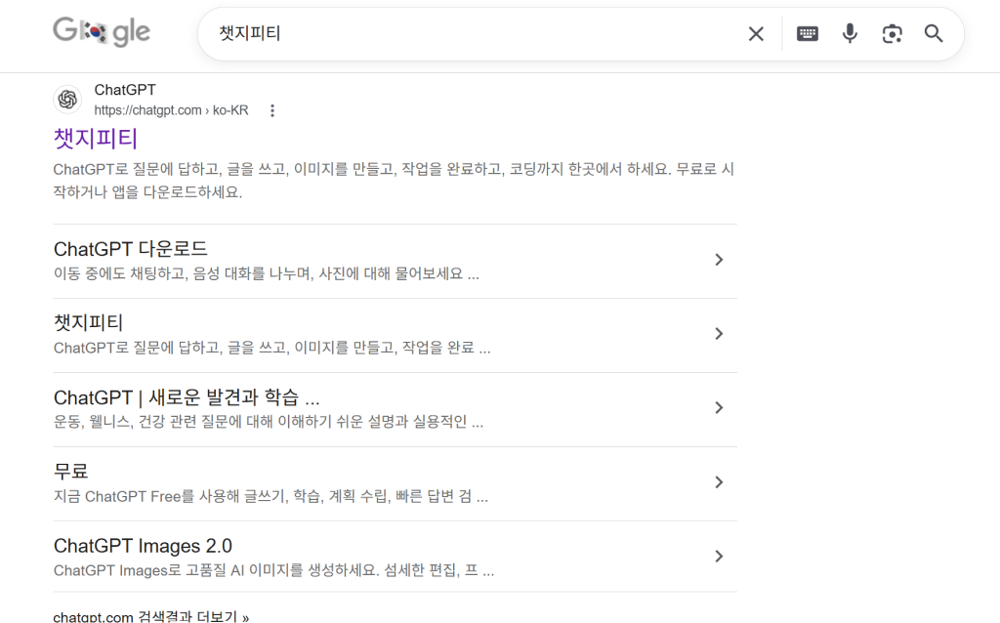 Google
챗지피티
ChatGPT
https://chatgpt.com › ko-KR
챗지피티
ChatGPT로 질문에 답하고, 글을 쓰고, 이미지를 만들고, 작업을 완료하고, 코딩까지 한곳에서 하세요. 무료로 시
작하거나 앱을 다운로드하세요.
ChatGPT 다운로드
이동 중에도 채팅하고, 음성 대화를 나누며, 사진에 대해 물어보세요 ...
챗지피티
ChatGPT로 질문에 답하고, 글을 쓰고, 이미지를 만들고, 작업을 완료 ...
ChatGPT | 새로운 발견과 학습 ...
운동, 웰니스, 건강 관련 질문에 대해 이해하기 쉬운 설명과 실용적인 ...
무료
지금 ChatGPT Free를 사용해 글쓰기, 학습, 계획 수립, 빠른 답변 검 ...
ChatGPT Images 2.0
ChatGPT Images로 고품질 AI 이미지를 생성하세요. 섬세한 편집, 프 ...
chatgpt.com 검색결과 더보기 »